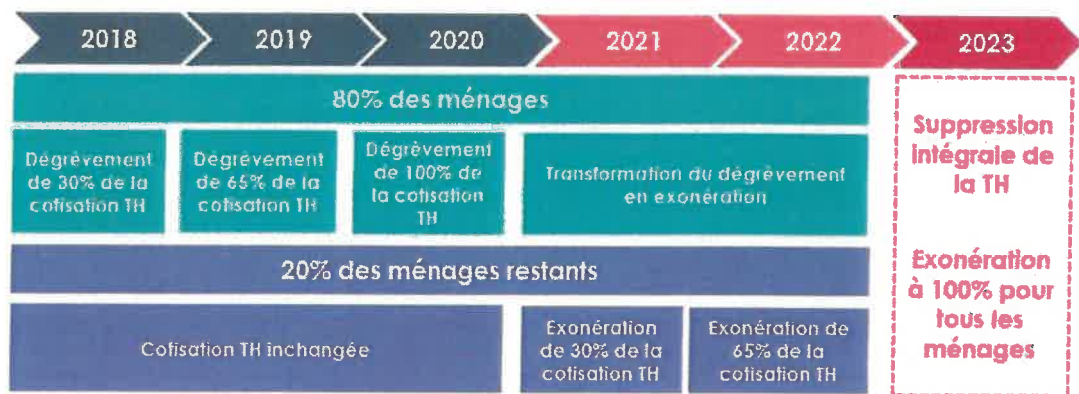 2018
2019
2020
2021
2022
2023
80% des ménages
Dégrèvement
de 30% de la
cotisation TH
Dégrèvement
de 65% de la
cotisation TH
Dégrèvement
de 100% de
la cotisation
TH
Transformation du dégrèvement
en exonération
20% des ménages restants
Cotisation TH inchangée
Exonération
de 30% de la
cotisation TH
Exonération de
65% de la
cotisation TH
Suppression
intégrale de
la TH
Exonération
à 100% pour
tous les
ménages